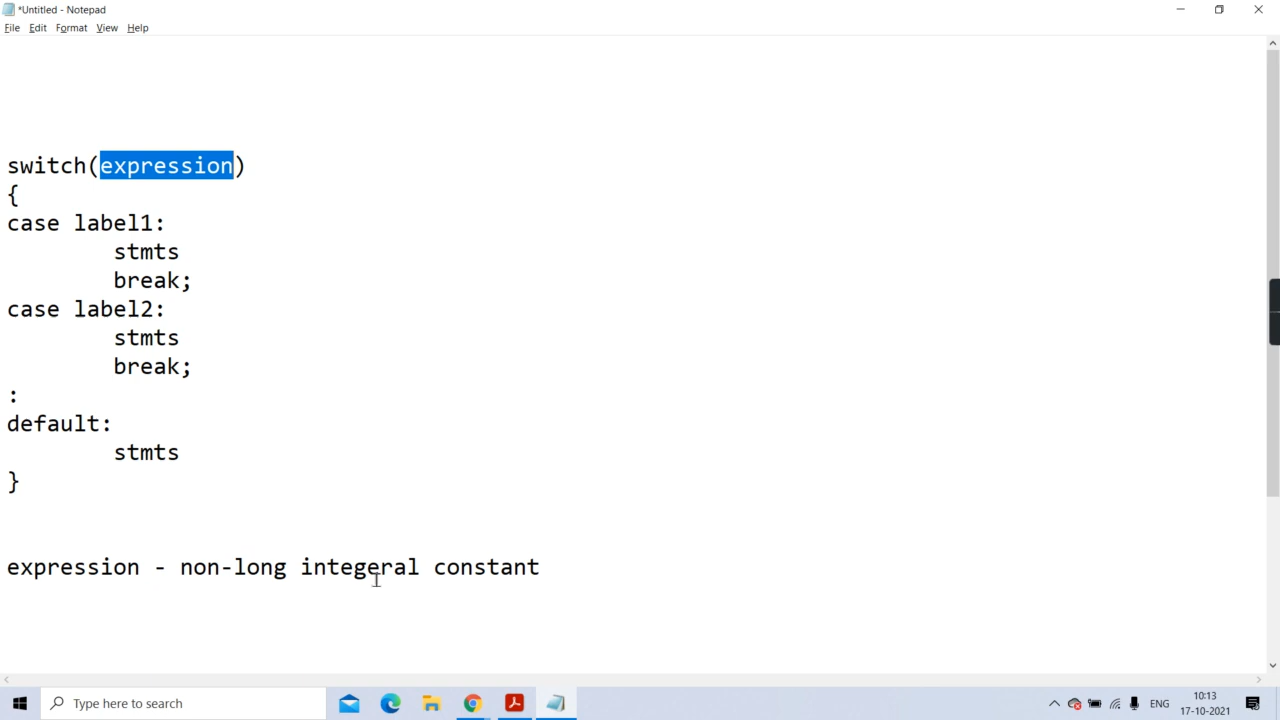 *Untitled - Notepad
File Edit Format View Help
switch(expression)
{
case label1:
stmts
break;
case label2:
stmts
break;
:
default:
stmts
}
expression - non-long integeral constant
Type here to search
ENG
10:13
17-10-2021